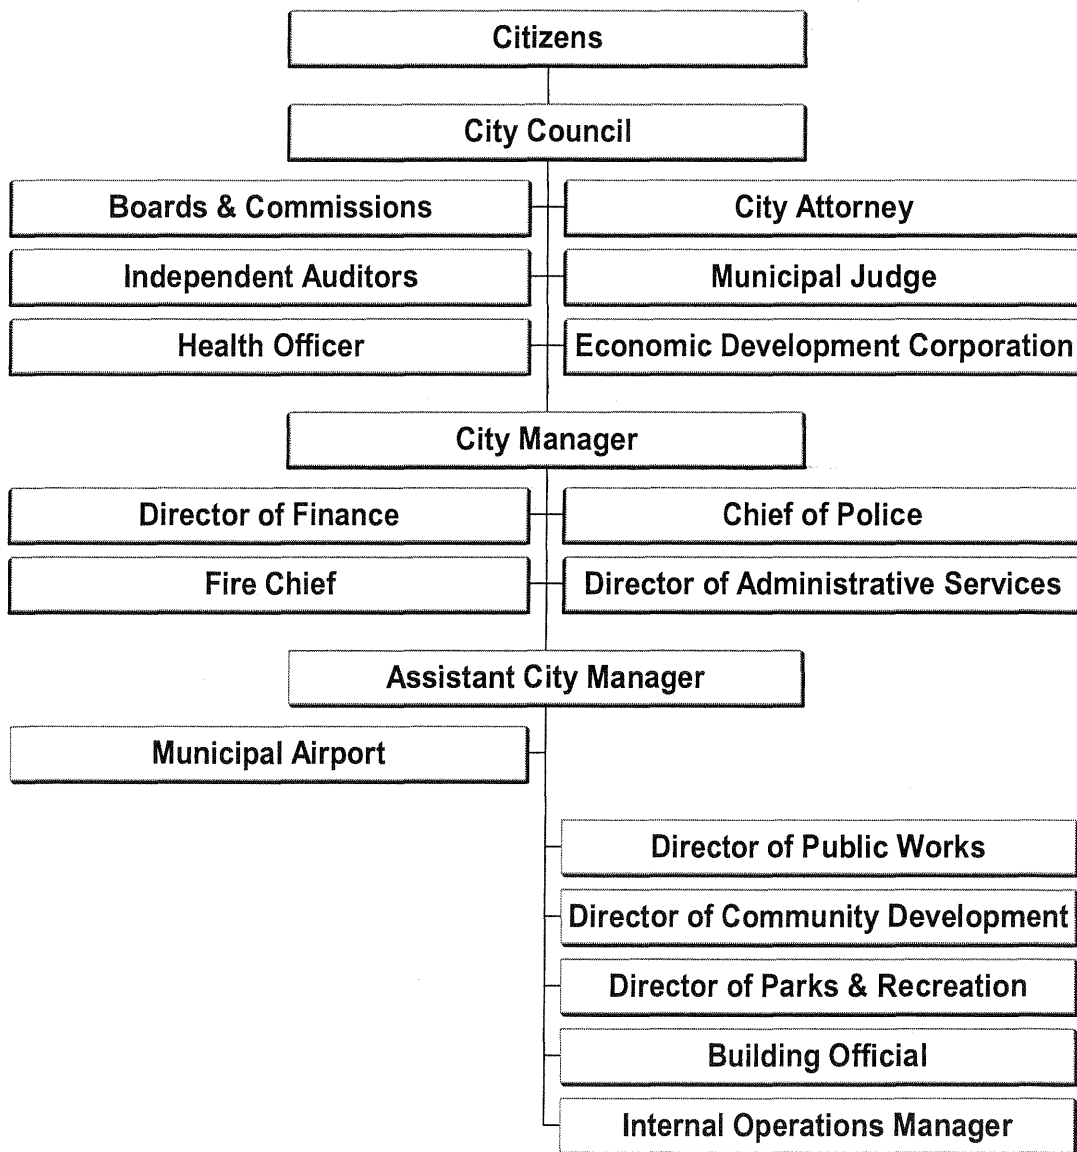 Citizens
City Council
Boards & Commissions
City Attorney
Independent Auditors
Municipal Judge
Health Officer
Economic Development Corporation
City Manager
Director of Finance
Chief of Police
Fire Chief
Director of Administrative Services
Assistant City Manager
Municipal Airport
Director of Public Works
Director of Community Development
Director of Parks & Recreation
Building Official
Internal Operations Manager